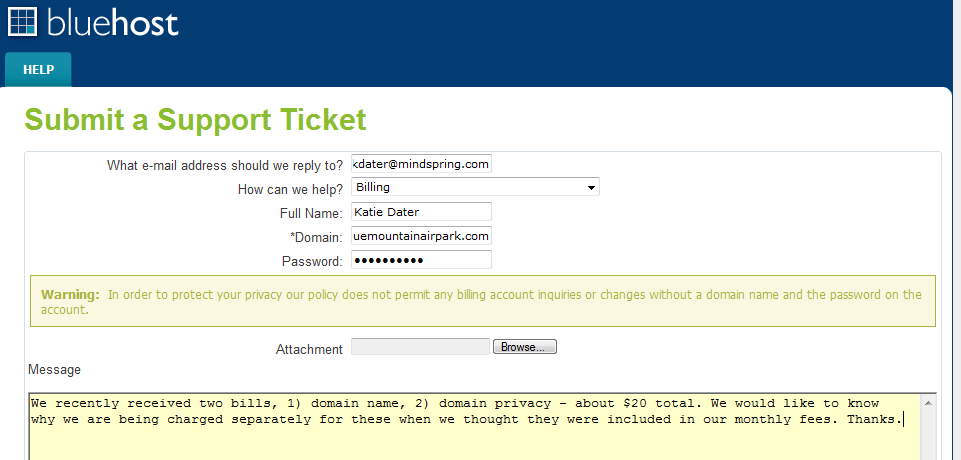 bluehost
HELP
Submit a Support Ticket
What e-mail address should we reply to? kdater@mindspring.com
How can we help? Billing
Full Name: Katie Dater
*Domain: uemountainairpark.com
Password: ••••••••••
Warning: In order to protect your privacy our policy does not permit any billing account inquiries or changes without a domain name and the password on the
account.
Attachment Browse...
Message
We recently received two bills, 1) domain name, 2) domain privacy - about $20 total. We would like to know
why we are being charged separately for these when we thought they were included in our monthly fees. Thanks.